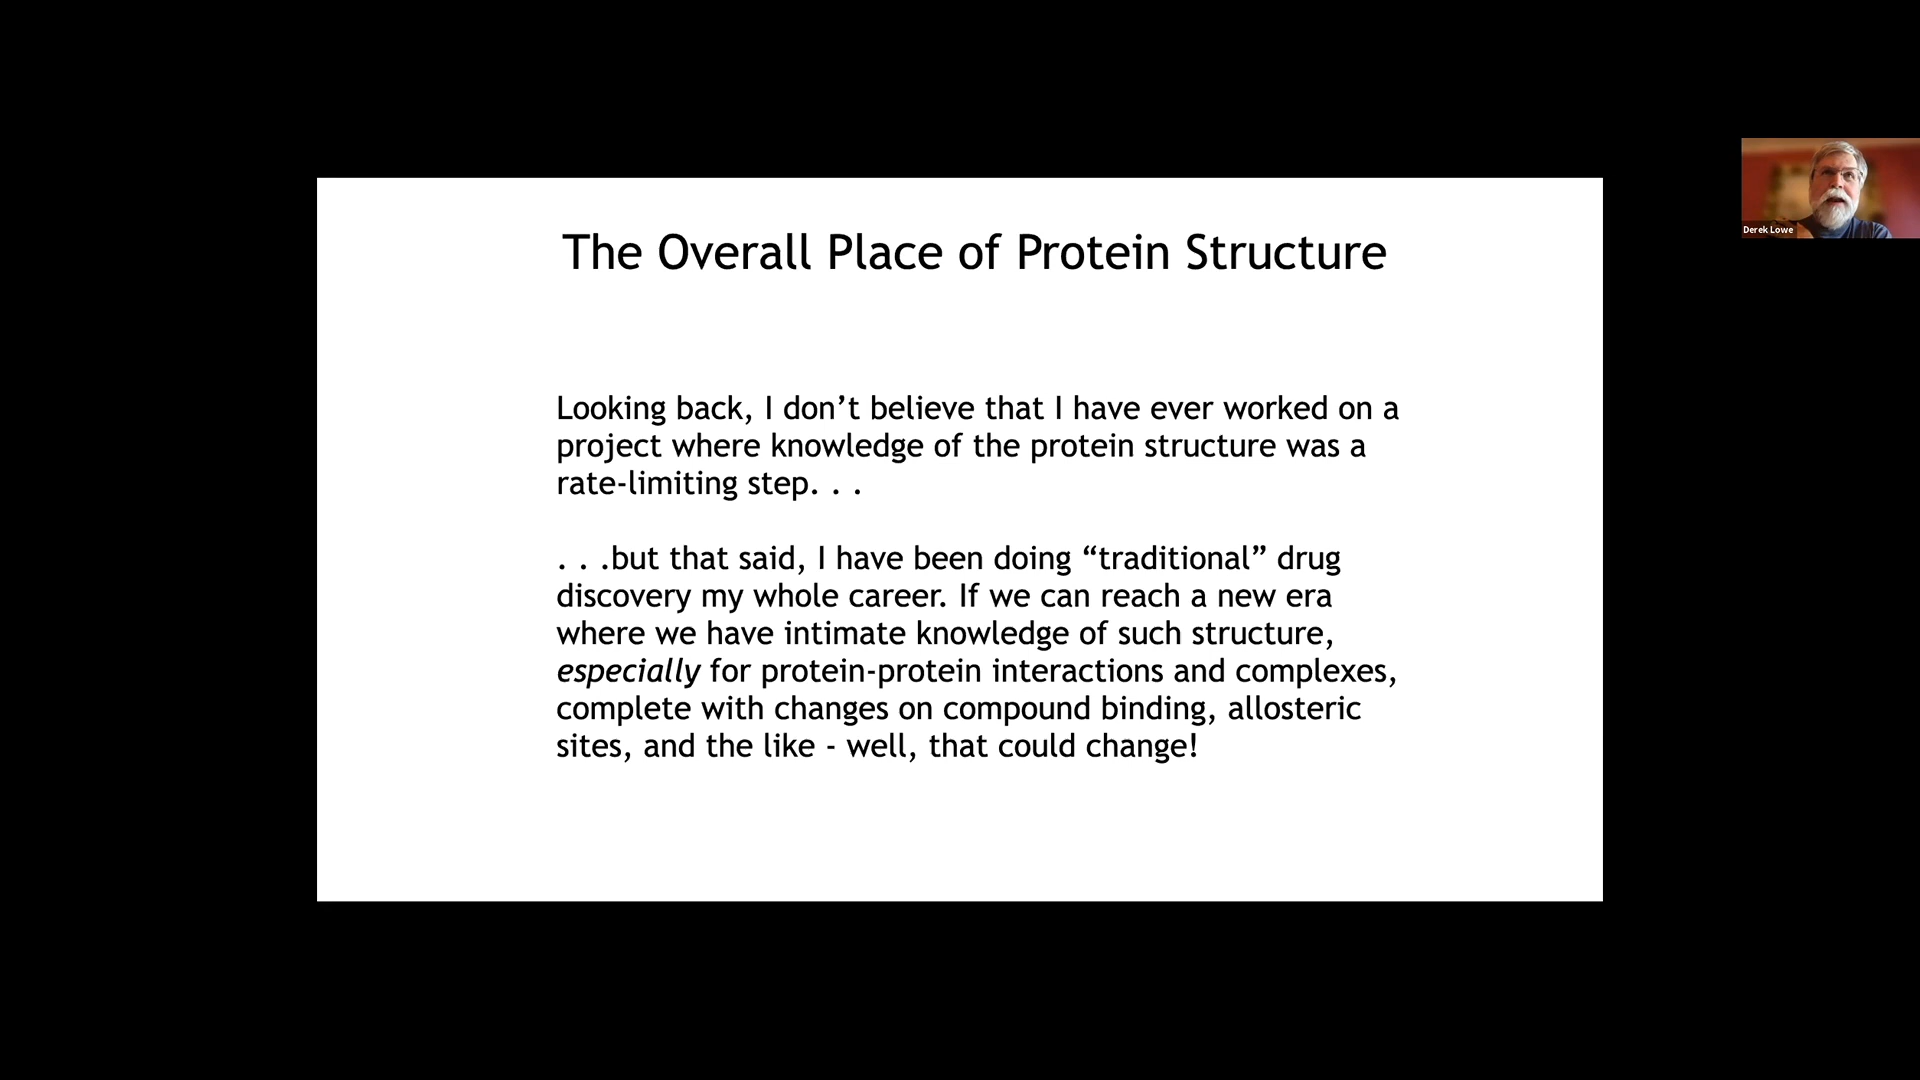 The Overall Place of Protein Structure
Looking back, I don’t believe that I have ever worked on a
project where knowledge of the protein structure was a
rate-limiting step. . .
. . .but that said, I have been doing “traditional” drug
discovery my whole career. If we can reach a new era
where we have intimate knowledge of such structure,
especially for protein-protein interactions and complexes,
complete with changes on compound binding, allosteric
sites, and the like - well, that could change!
Derek Lowe